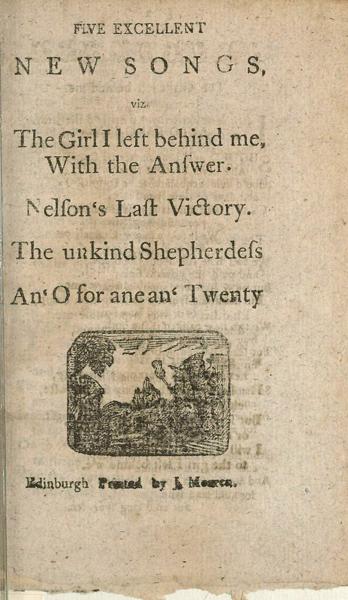 FIVE EXCELLENT
NEW SONGS,
viz.
The Girl I left behind me,
With the Anſwer.
Nelſon's Laſt Victory.
The unkind Shepherdeſs
An' O for ane an' Twenty
Edinburgh Printed by J.